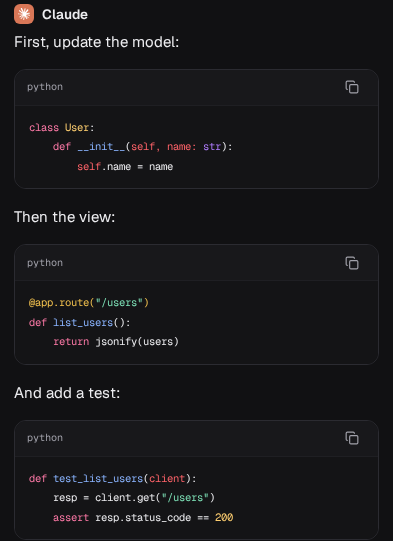 Claude
First, update the model:
python
class User:
    def __init__(self, name: str):
        self.name = name
Then the view:
python
@app.route("/users")
def list_users():
    return jsonify(users)
And add a test:
python
def test_list_users(client):
    resp = client.get("/users")
    assert resp.status_code == 200